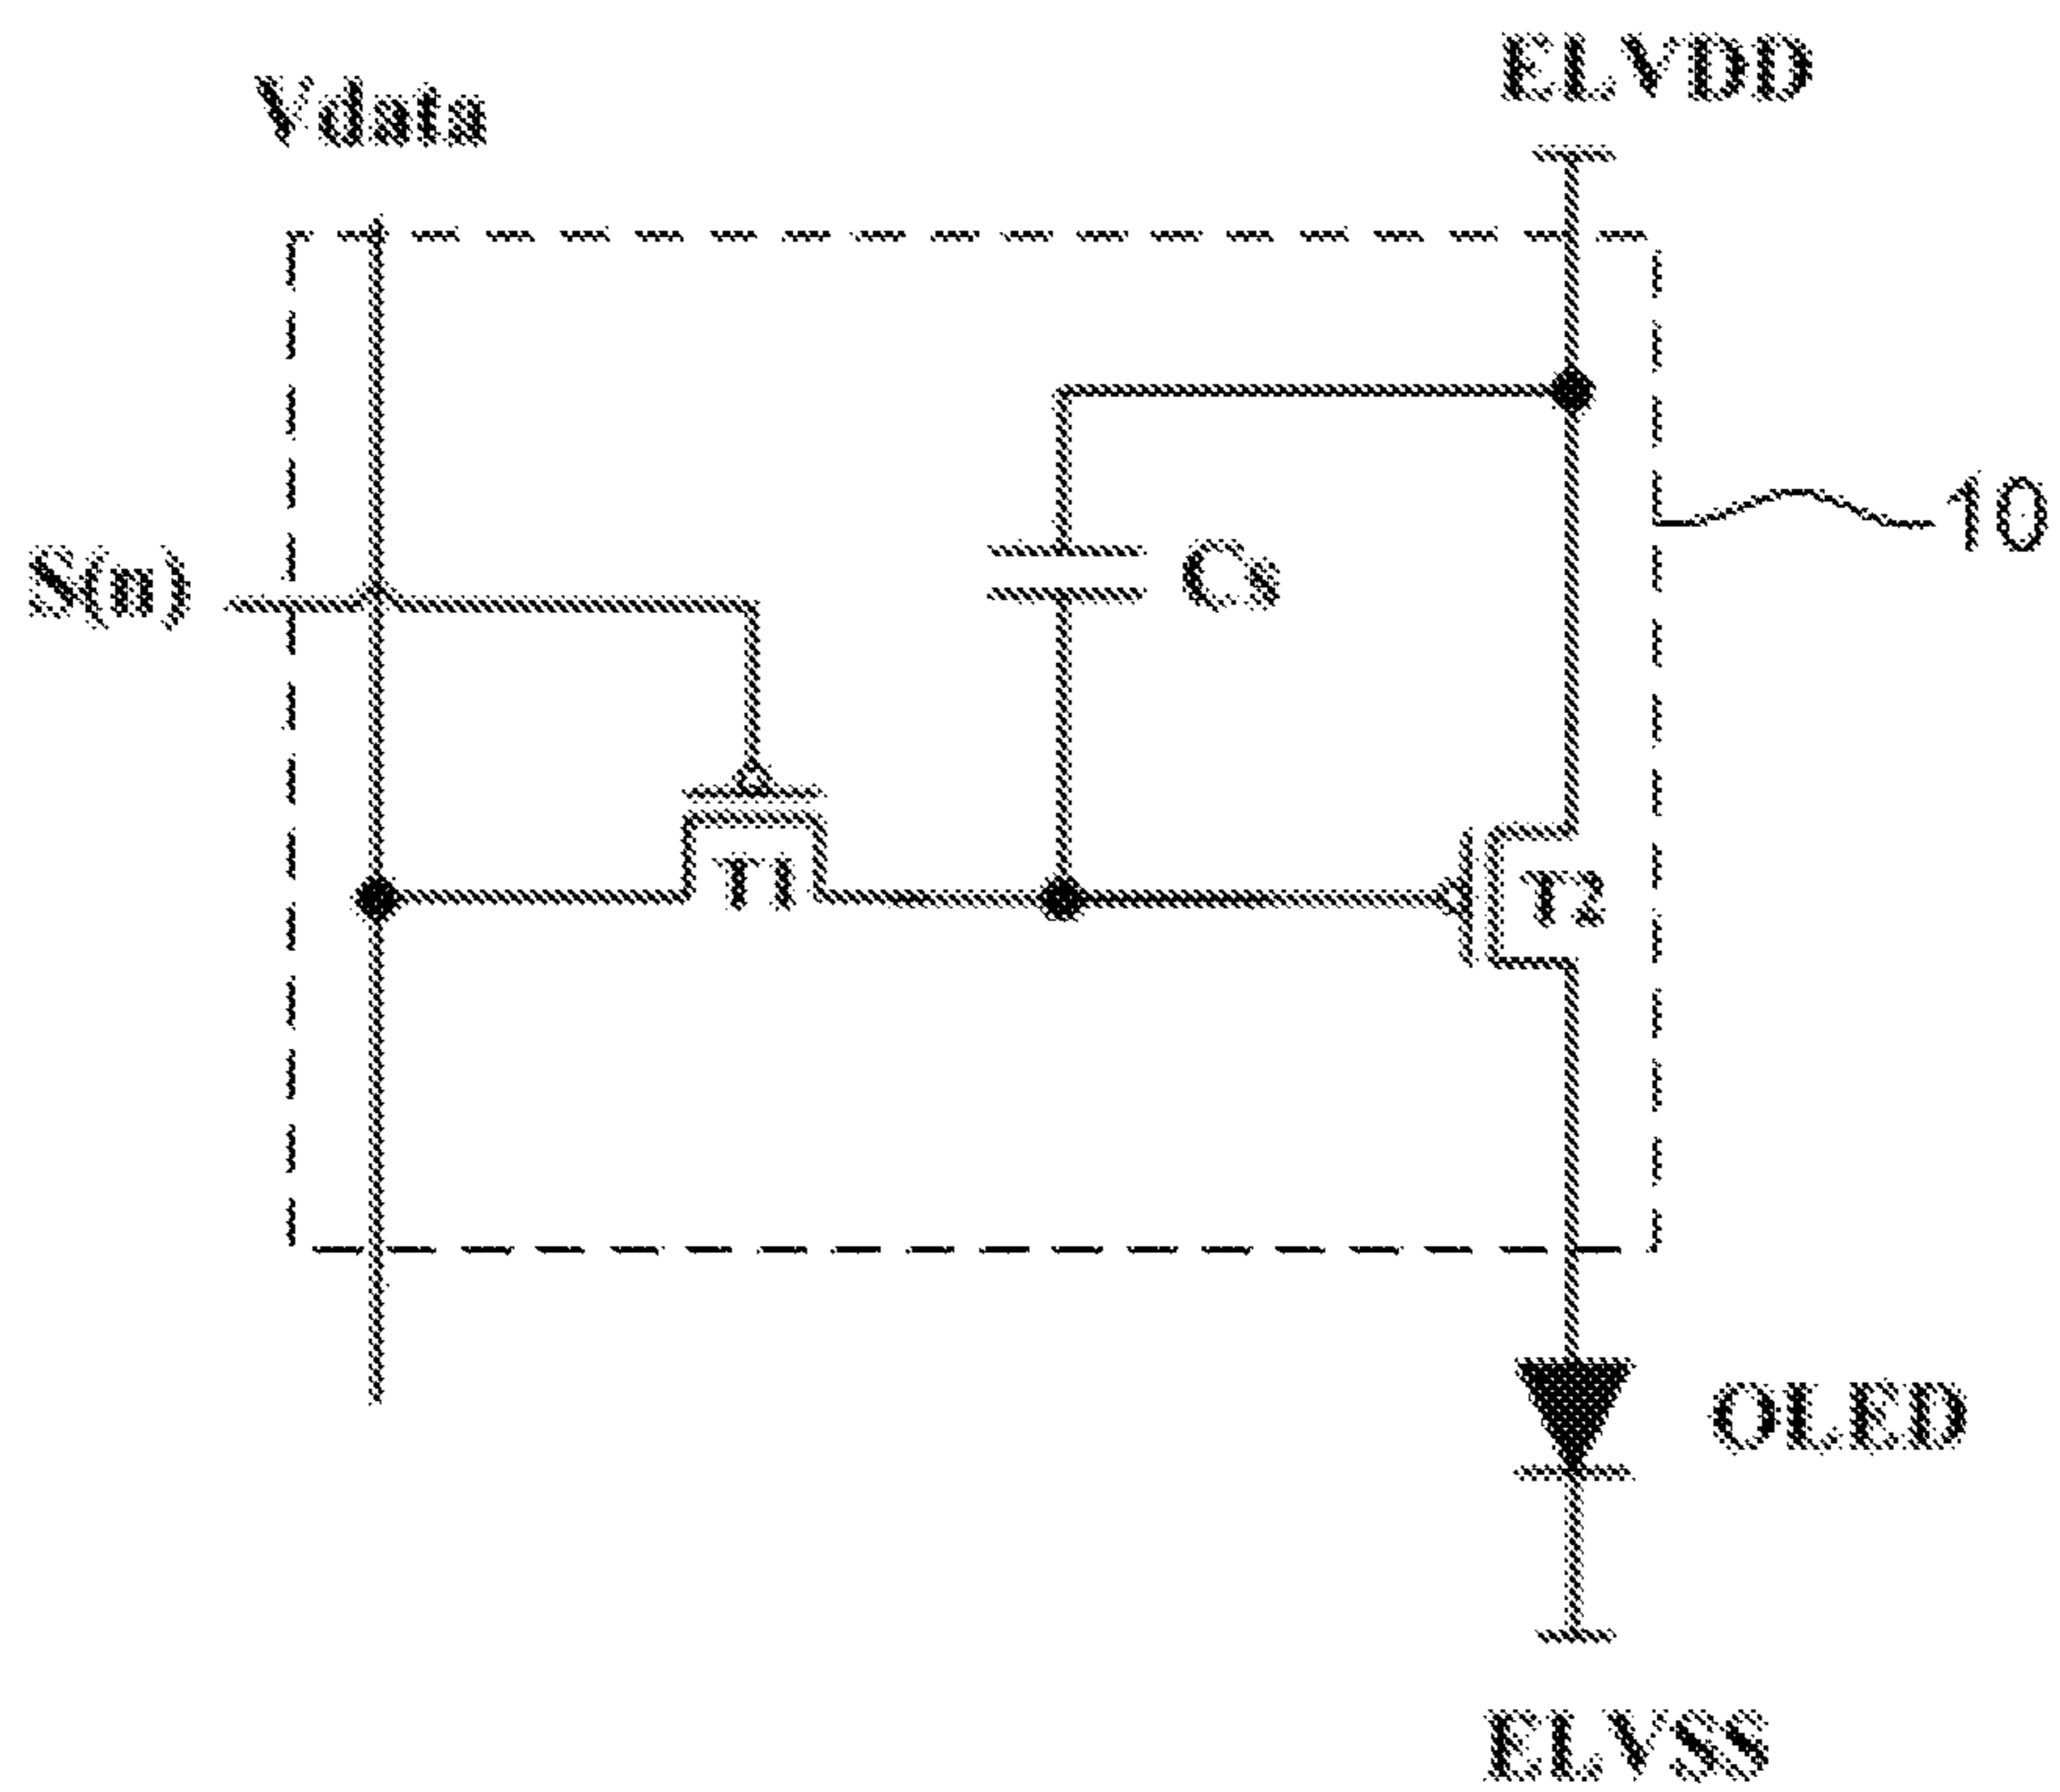 ELVDD
Vdata
10
S(n)
Cs
T1
T2
OLED
ELVSS